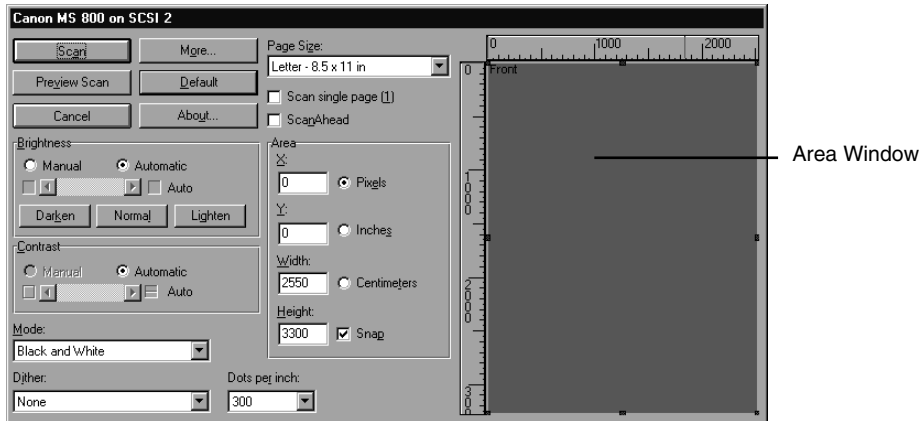 Canon MS 800 on SCSI 2
Scan
More...
Preview Scan
Default
Cancel
About...
Page Size:
Letter - 8.5 x 11 in
Scan single page (1)
ScanAhead
Brightness
Manual
Automatic
Auto
Darken
Normal
Lighten
Contrast
Manual
Automatic
Auto
Mode:
Black and White
Dither:
None
Dots per inch:
300
Area
X:
0
Pixels
Y:
0
Inches
Width:
2550
Centimeters
Height:
3300
Snap
0
1000
2000
0
1000
2000
30
Front
Area Window